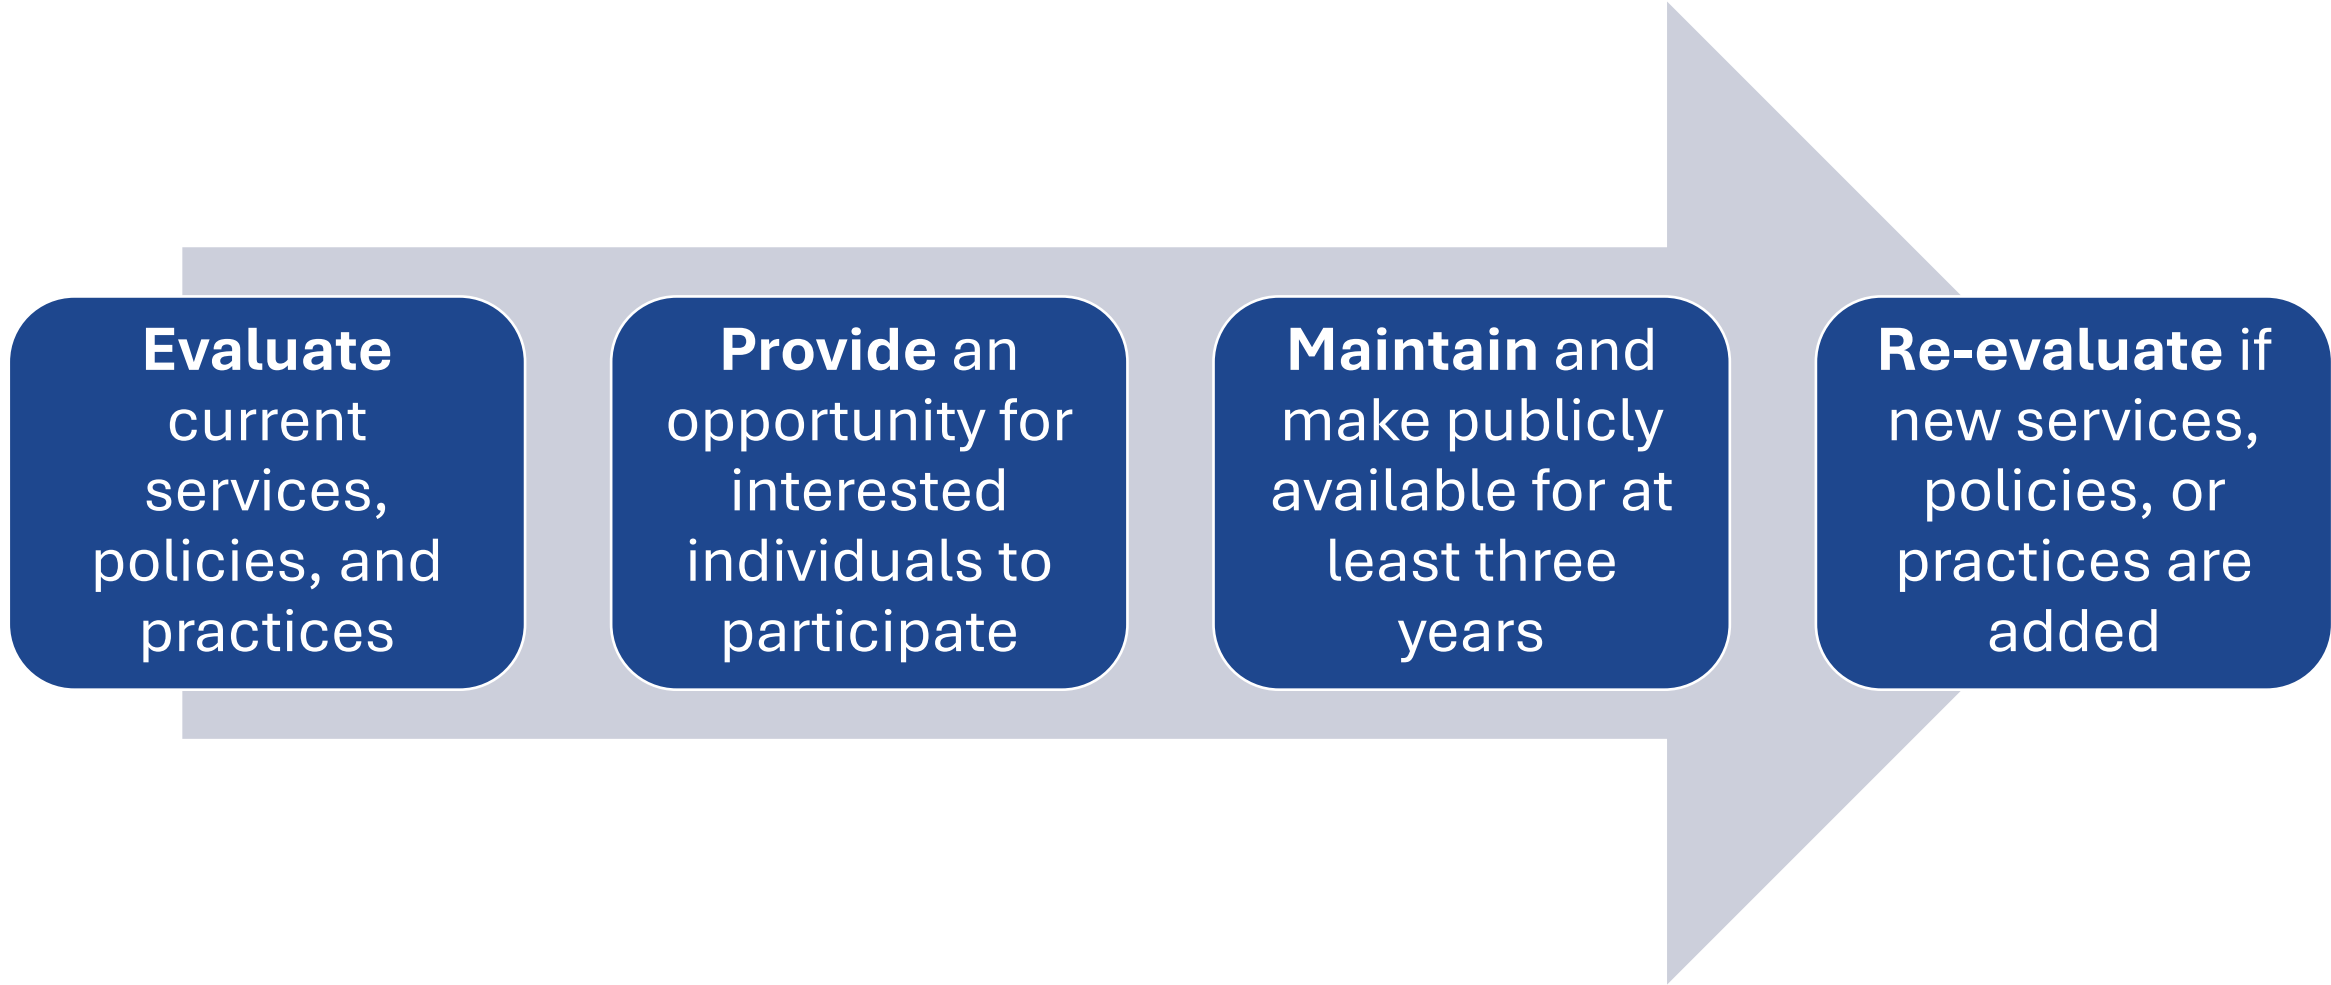 Evaluate
current
services,
policies, and
practices
Provide an
opportunity for
interested
individuals to
participate
Maintain and
make publicly
available for at
least three
years
Re-evaluate if
new services,
policies, or
practices are
added